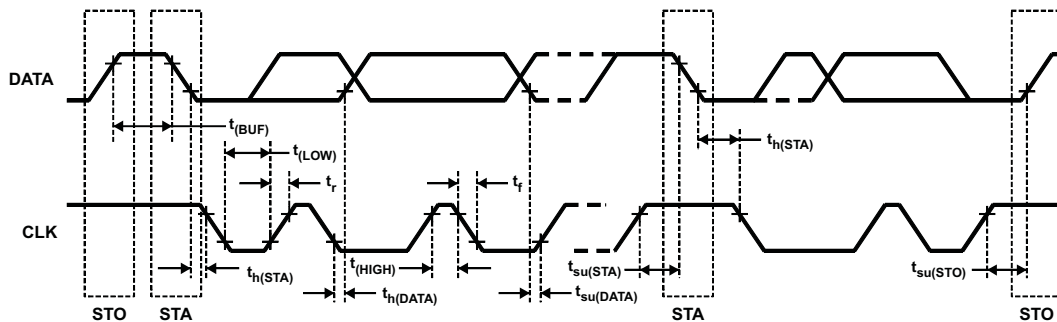 DATA
t(BUF)
t(LOW)
th(STA)
tr
tf
CLK
th(STA)
t(HIGH)
th(DATA)
tsu(DATA)
tsu(STA)
tsu(STO)
STO
STA
STA
STO